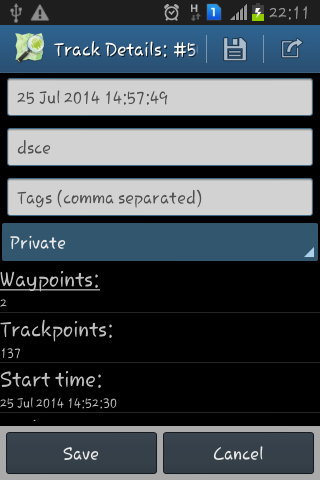 H 1 22:11
Track Details: #5
25 Jul 2014 14:57:49
dsce
Tags (comma separated)
Private
Waypoints:
2
Trackpoints:
137
Start time:
25 Jul 2014 14:52:30
Save Cancel